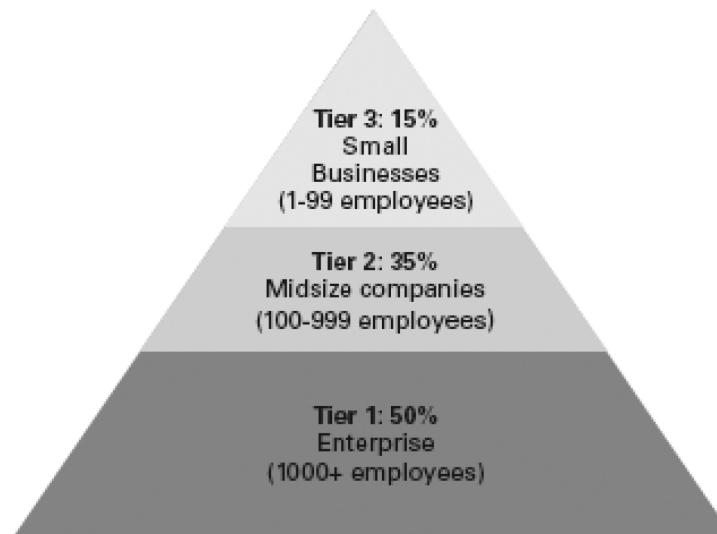 Tier 3: 15%
Small
Businesses
(1-99 employees)
Tier 2: 35%
Midsize companies
(100-999 employees)
Tier 1: 50%
Enterprise
(1000+ employees)